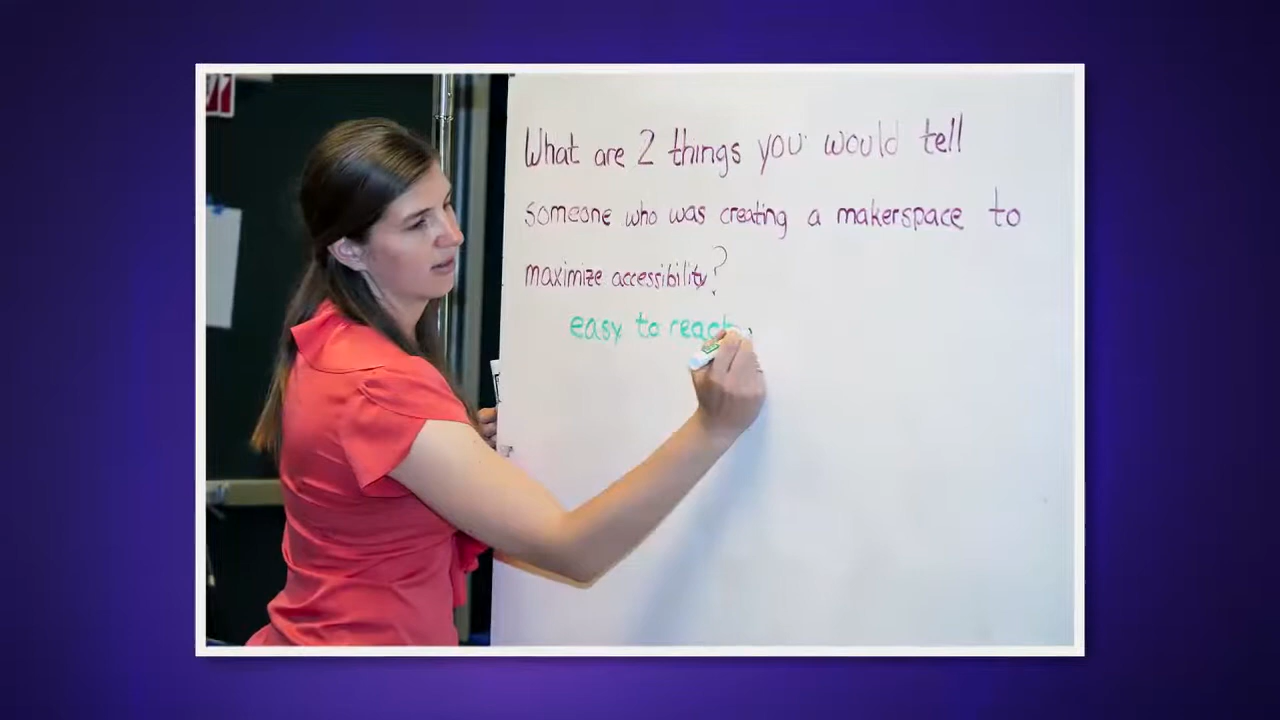 What are 2 things you would tell
someone who was creating a makerspace to
maximize accessibility?
easy to reach